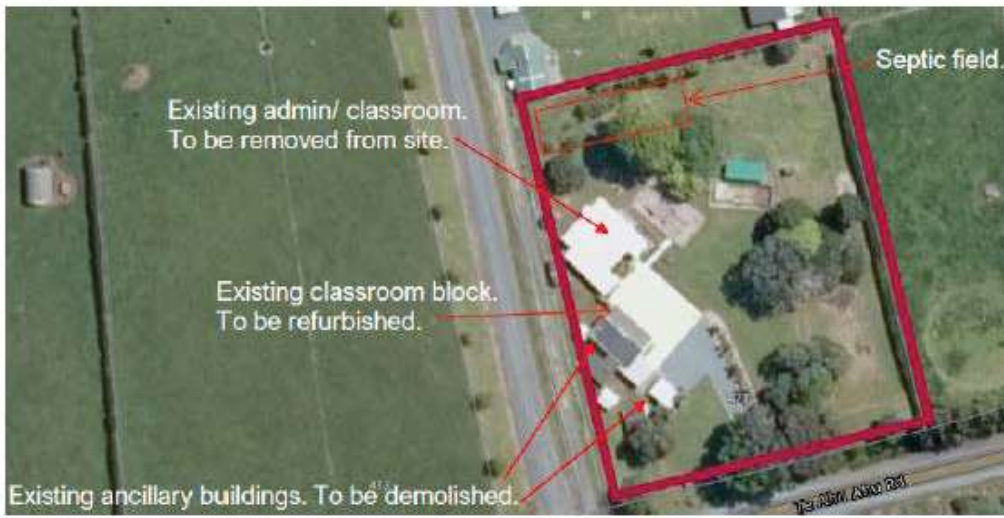 Septic field.
Existing admin/ classroom.
To be removed from site.
Existing classroom block.
To be refurbished.
Existing ancillary buildings. To be demolished.
Rd